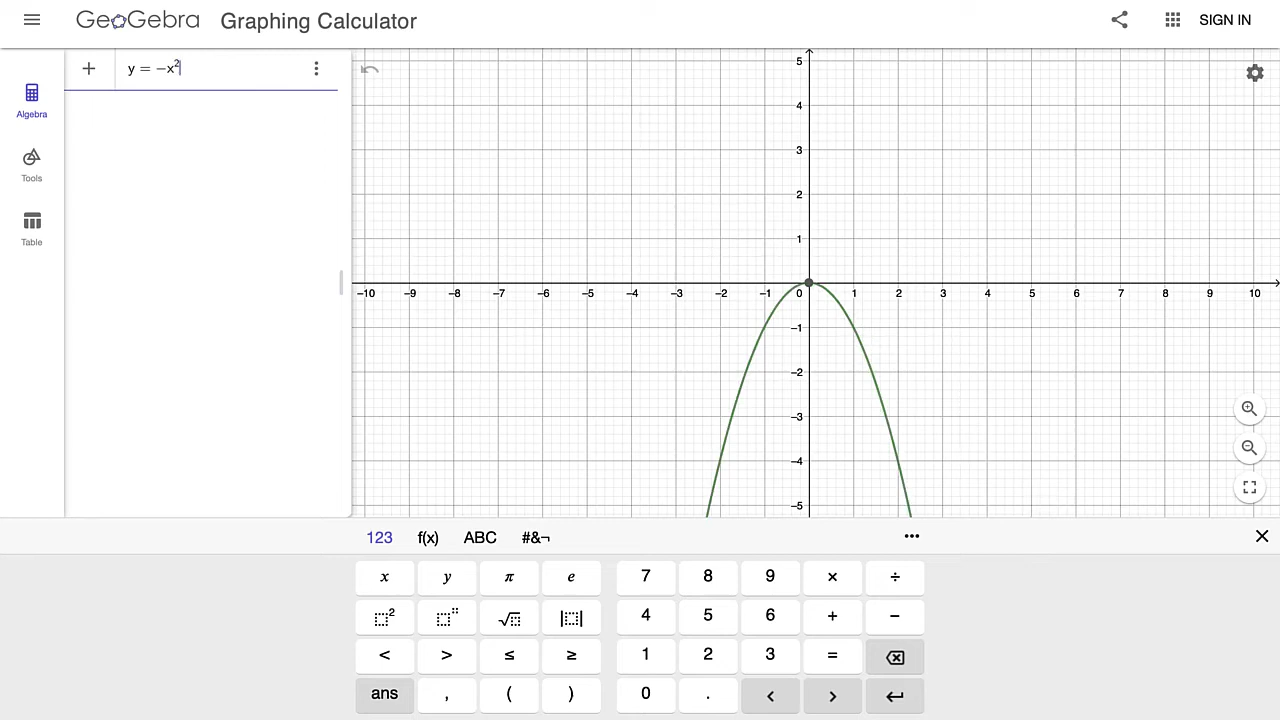 GeoGebra Graphing Calculator SIGN IN
y = −x²
Algebra
Tools
Table
5
4
3
2
1
−10 −9 −8 −7 −6 −5 −4 −3 −2 −1 0 1 2 3 4 5 6 7 8 9 10
−1
−2
−3
−4
−5
123 f(x) ABC #&¬ •••
x y π e 7 8 9 × ÷
² √ 4 5 6 + −
< > ≤ ≥ 1 2 3 =
ans , ( ) 0 . < >